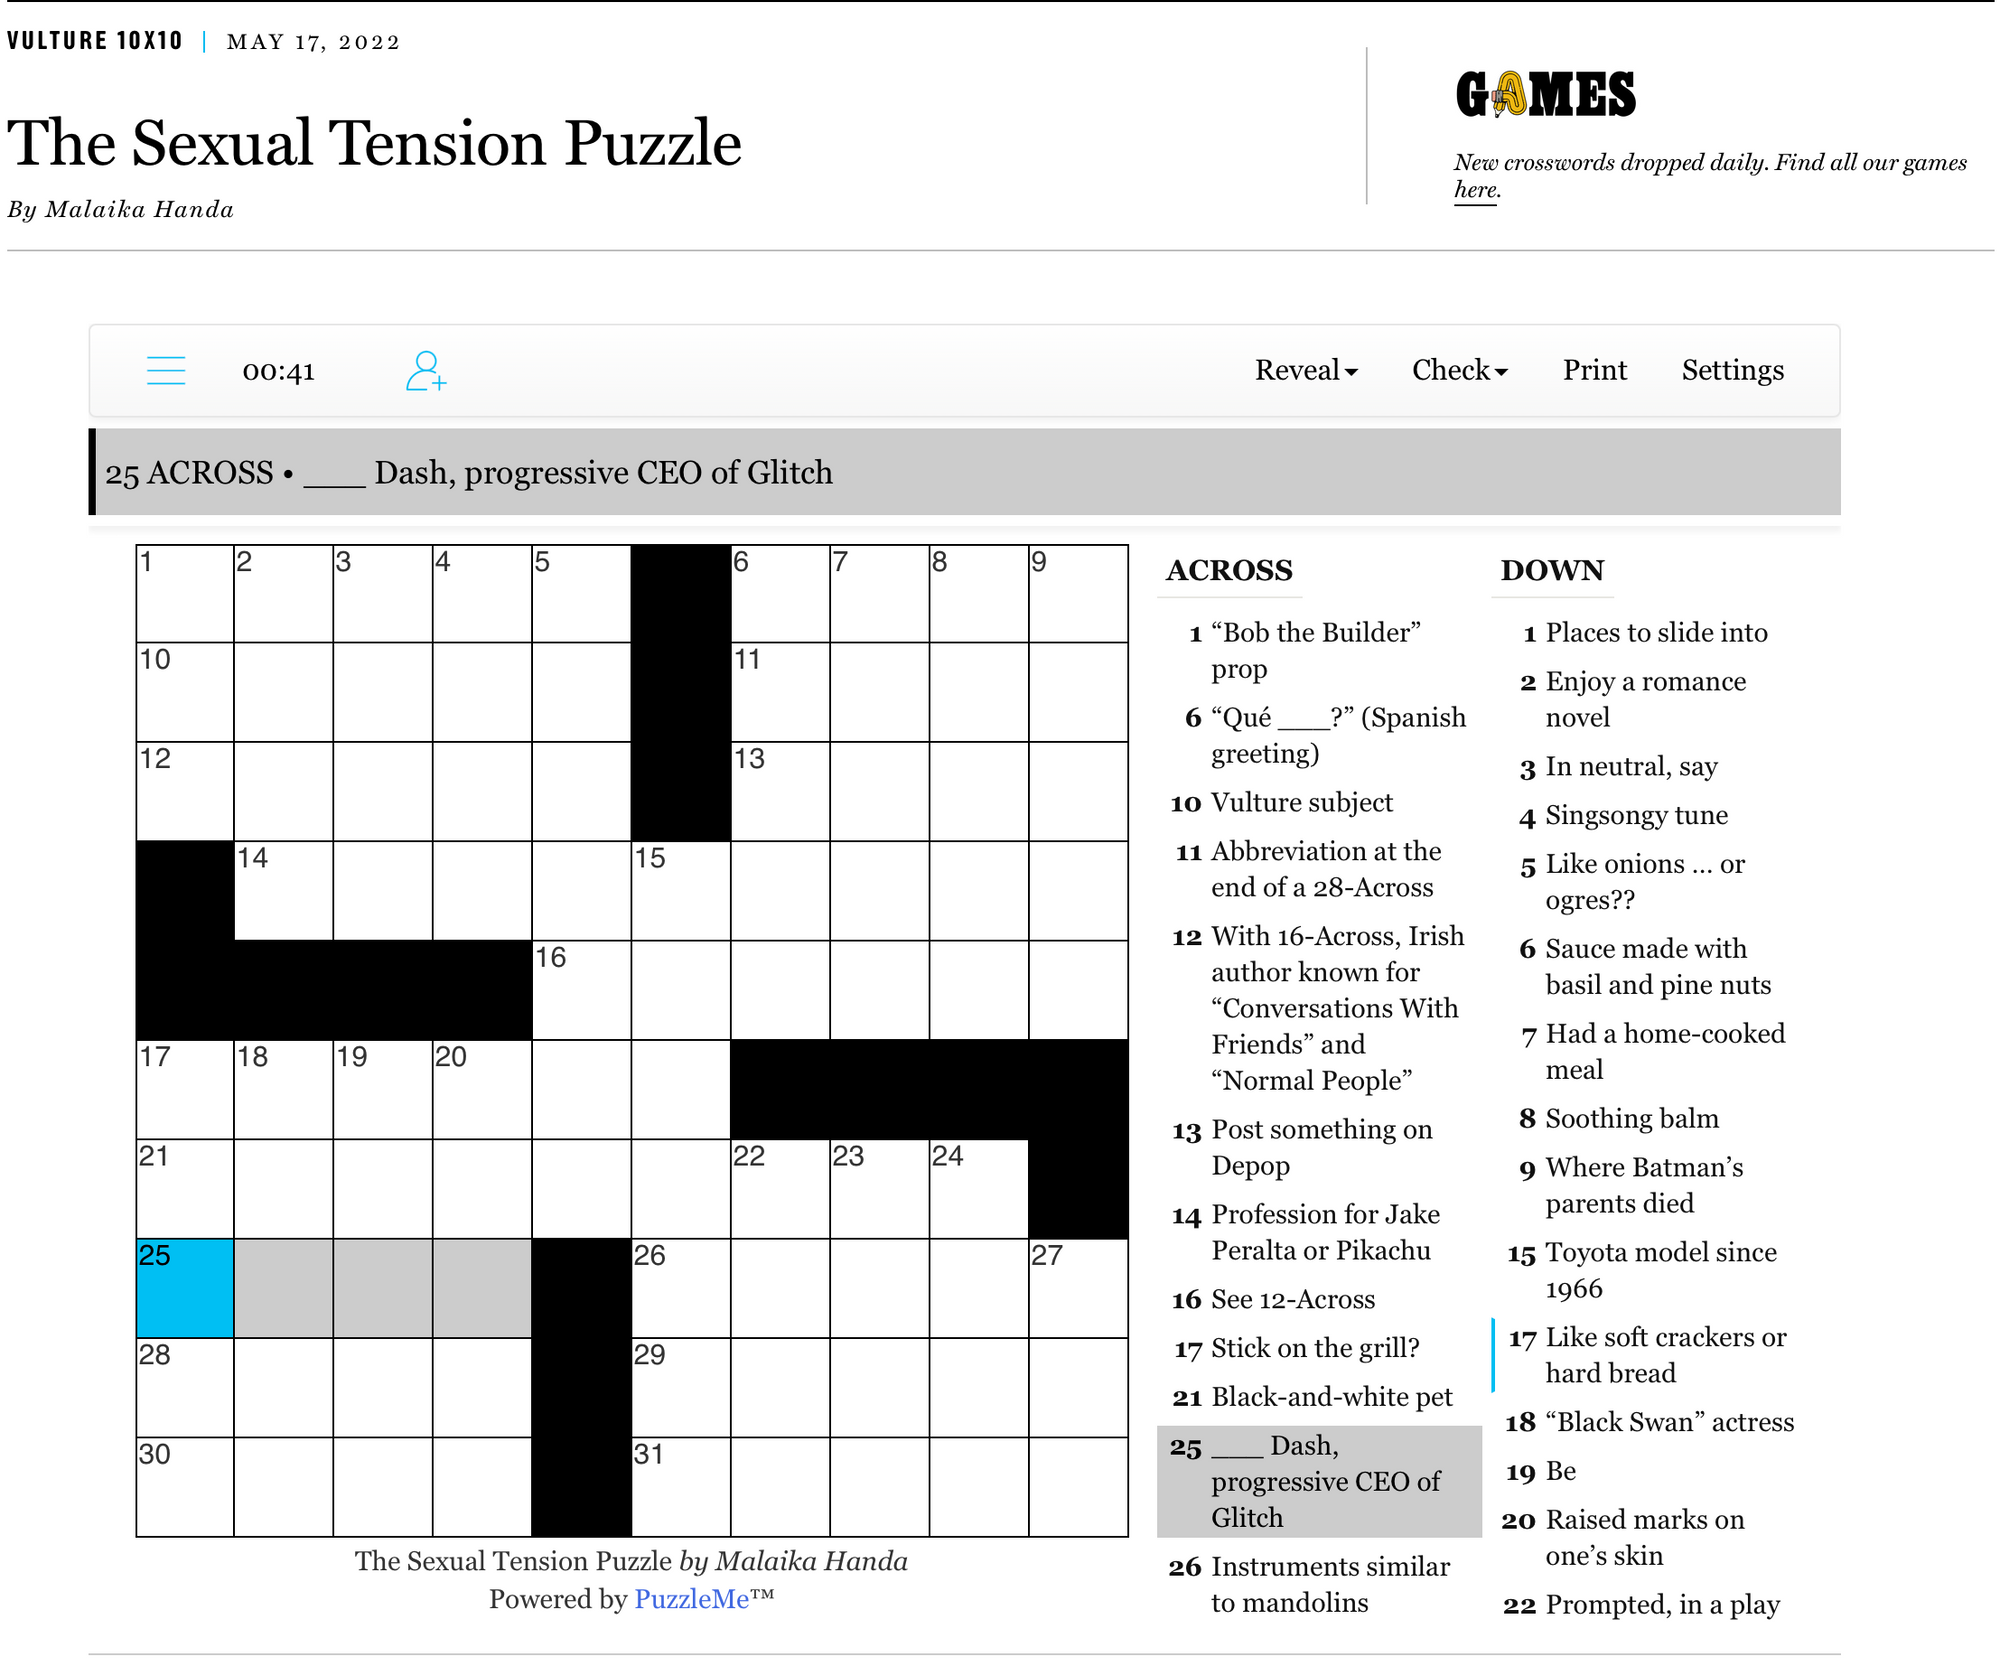 VULTURE 10X10 | MAY 17, 2022
The Sexual Tension Puzzle
By Malaika Handa
GAMES
New crosswords dropped daily. Find all our games
here.
00:41
Reveal
Check
Print
Settings
25 ACROSS • ___ Dash, progressive CEO of Glitch
1 2 3 4 5 6 7 8 9
10 11
12 13
14 15
16
17 18 19 20
21 22 23 24
25 26 27
28 29
30 31
The Sexual Tension Puzzle by Malaika Handa
Powered by PuzzleMe™
ACROSS
1 “Bob the Builder”
prop
6 “Qué ___?” (Spanish
greeting)
10 Vulture subject
11 Abbreviation at the
end of a 28-Across
12 With 16-Across, Irish
author known for
“Conversations With
Friends” and
“Normal People”
13 Post something on
Depop
14 Profession for Jake
Peralta or Pikachu
16 See 12-Across
17 Stick on the grill?
21 Black-and-white pet
25 ___ Dash,
progressive CEO of
Glitch
26 Instruments similar
to mandolins
DOWN
1 Places to slide into
2 Enjoy a romance
novel
3 In neutral, say
4 Singsongy tune
5 Like onions ... or
ogres??
6 Sauce made with
basil and pine nuts
7 Had a home-cooked
meal
8 Soothing balm
9 Where Batman’s
parents died
15 Toyota model since
1966
17 Like soft crackers or
hard bread
18 “Black Swan” actress
19 Be
20 Raised marks on
one’s skin
22 Prompted, in a play